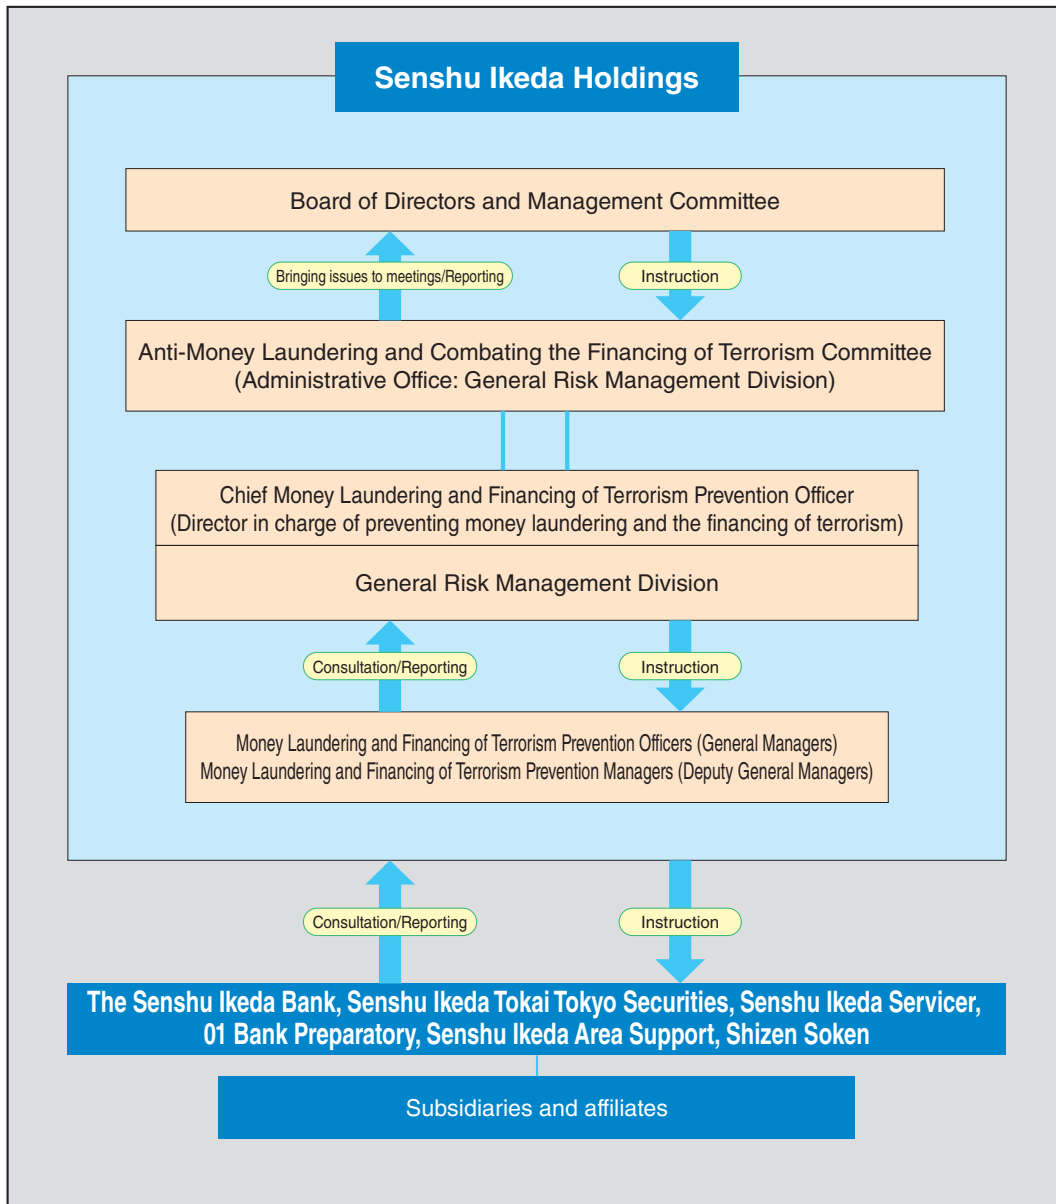 Senshu Ikeda Holdings
Board of Directors and Management Committee
Bringing issues to meetings/Reporting
Instruction
Anti-Money Laundering and Combating the Financing of Terrorism Committee
(Administrative Office: General Risk Management Division)
Chief Money Laundering and Financing of Terrorism Prevention Officer
(Director in charge of preventing money laundering and the financing of terrorism)
General Risk Management Division
Consultation/Reporting
Instruction
Money Laundering and Financing of Terrorism Prevention Officers (General Managers)
Money Laundering and Financing of Terrorism Prevention Managers (Deputy General Managers)
Consultation/Reporting
Instruction
The Senshu Ikeda Bank, Senshu Ikeda Tokai Tokyo Securities, Senshu Ikeda Servicer,
01 Bank Preparatory, Senshu Ikeda Area Support, Shizen Soken
Subsidiaries and affiliates